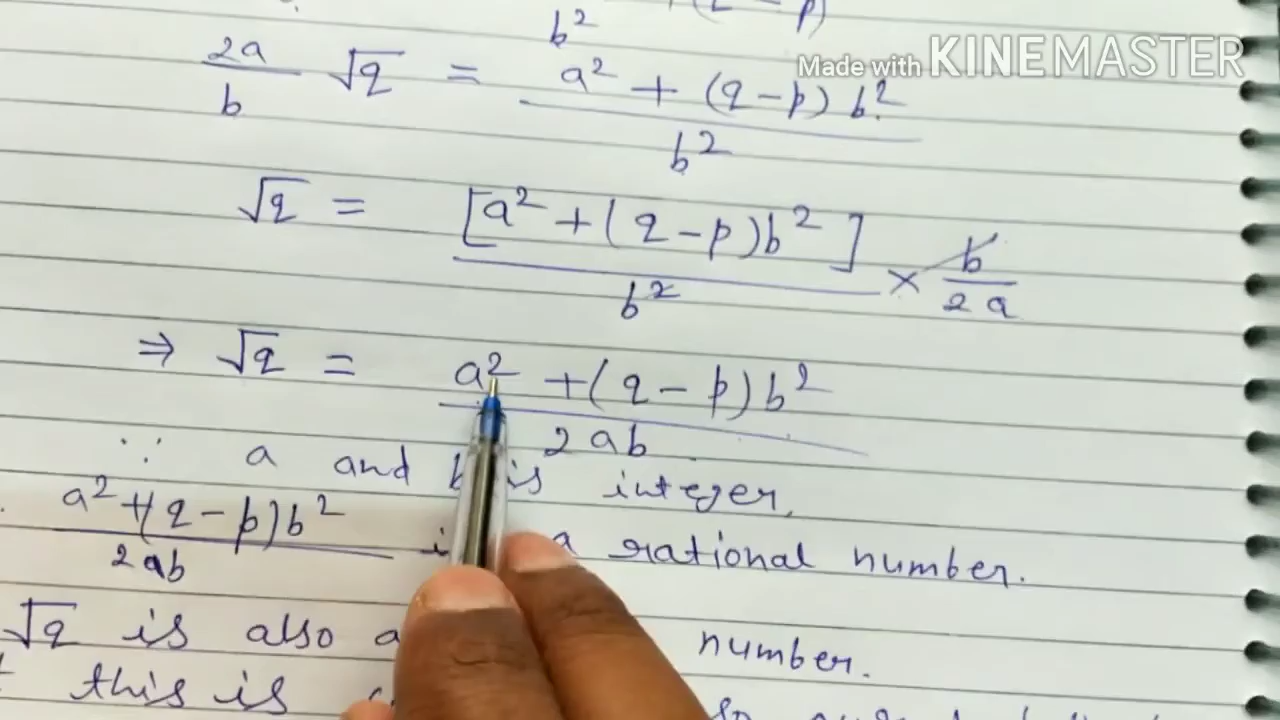 b²
Made with KINEMASTER
2a/b √q = a² + (q - p) b² / b²
√q = [a² + (q - p) b²] / b² × b / 2a
⇒ √q = a² + (q - p) b² / 2ab
∵ a and b is integer,
a² + (q - p) b² / 2ab is a rational number.
√q is also a number.
this is